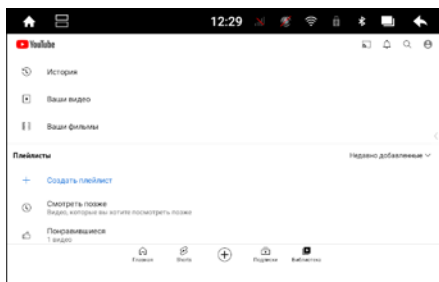 12:29
YouTube
История
Ваши видео
Ваши фильмы
Плейлисты
Недавно добавленные
Создать плейлист
Смотреть позже
Видео, которые вы хотите посмотреть позже
Понравившиеся
1 видео
Главная Shorts Подписки Библиотека